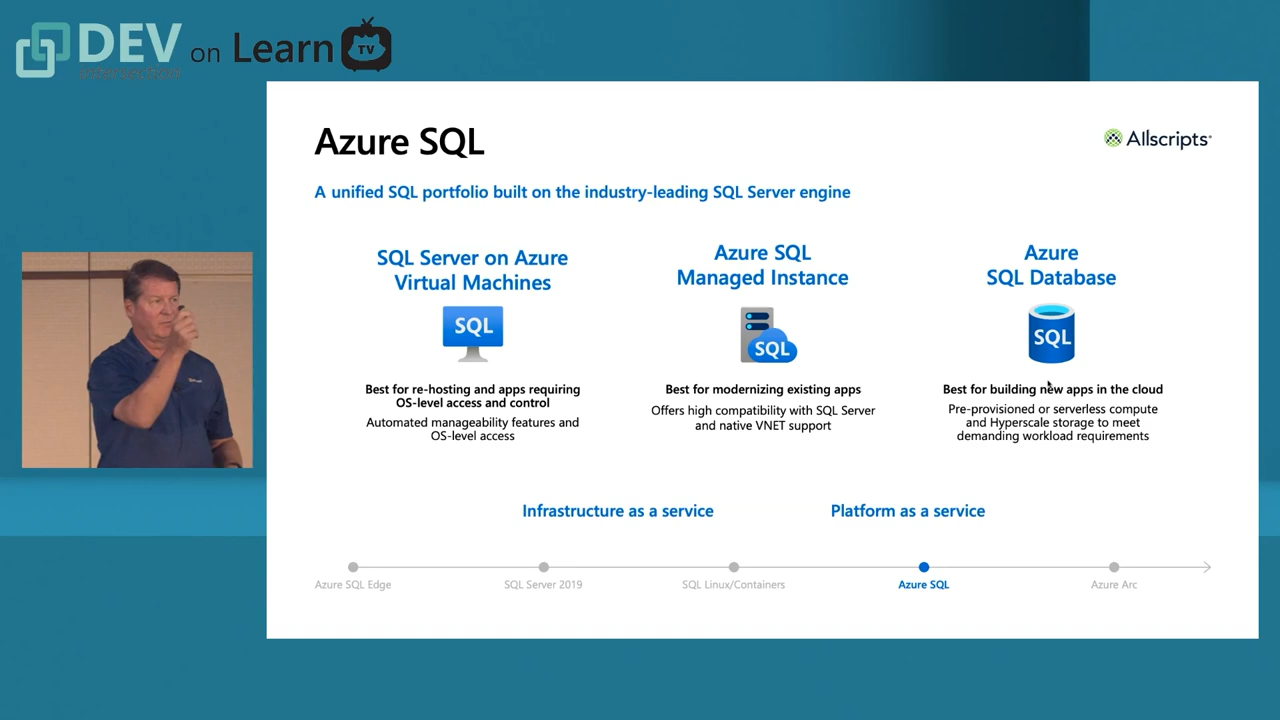 DEV on Learn TV
Azure SQL
Allscripts
A unified SQL portfolio built on the industry-leading SQL Server engine
SQL Server on Azure
Virtual Machines
SQL
Best for re-hosting and apps requiring
OS-level access and control
Automated manageability features and
OS-level access
Azure SQL
Managed Instance
SQL
Best for modernizing existing apps
Offers high compatibility with SQL Server
and native VNET support
Azure
SQL Database
SQL
Best for building new apps in the cloud
Pre-provisioned or serverless compute
and Hyperscale storage to meet
demanding workload requirements
Infrastructure as a service
Platform as a service
Azure SQL Edge
SQL Server 2019
SQL Linux/Containers
Azure SQL
Azure Arc